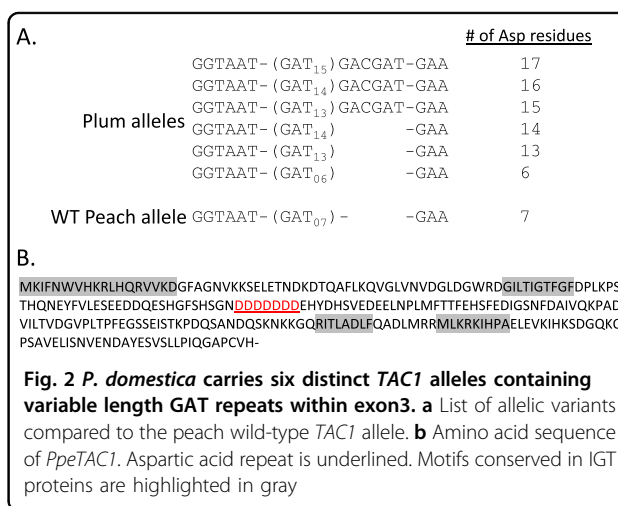 A.
# of Asp residues
GGTAAT-(GAT15)GACGAT-GAA 17
GGTAAT-(GAT14)GACGAT-GAA 16
GGTAAT-(GAT13)GACGAT-GAA 15
Plum alleles
GGTAAT-(GAT14) -GAA 14
GGTAAT-(GAT13) -GAA 13
GGTAAT-(GAT06) -GAA 6
WT Peach allele GGTAAT-(GAT07)- -GAA 7
B.
MKIFNWVHKRLHQRVVKDGFAGNVKKSELETNDKDTQAFLKQVGLVNVDGLDGWRDGILTIGTFGFDPLKPS
THQNEYFVLESEEDDQESHGFSHSGNDDDDDDDEHYDHSVEDEELNPLMFTTFEHSFEDIGSNFDAIVQKPAD
VILTVDGVPLTPFEGSSEISTKPDQSANDQSKNKKGQRITLADLFQADLMRRMLKRKIHPAELEVKIHKSDGQKC
PSAVELISNVENDAYESVSLLPIQGAPCVH-
Fig. 2 P. domestica carries six distinct TAC1 alleles containing
variable length GAT repeats within exon3. a List of allelic variants
compared to the peach wild-type TAC1 allele. b Amino acid sequence
of PpeTAC1. Aspartic acid repeat is underlined. Motifs conserved in IGT
proteins are highlighted in gray